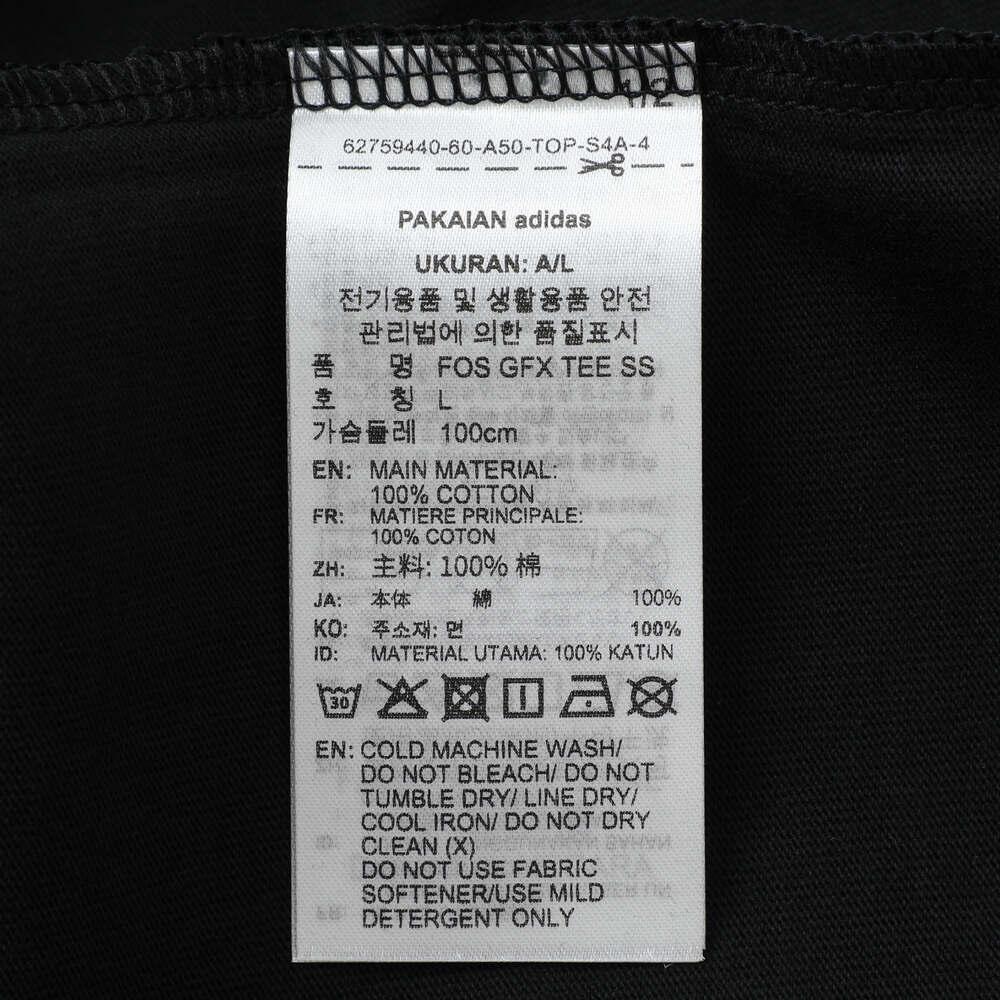 1/2
62759440-60-A50-TOP-S4A-4
PAKAIAN adidas
UKURAN: A/L
전기용품 및 생활용품 안전
관리법에 의한 품질표시
품 명 FOS GFX TEE SS
호 칭 L
가슴둘레 100cm
EN: MAIN MATERIAL:
100% COTTON
FR: MATIERE PRINCIPALE:
100% COTON
ZH: 主料: 100% 棉
JA: 本体 綿 100%
KO: 주소재: 면 100%
ID: MATERIAL UTAMA: 100% KATUN
30
EN: COLD MACHINE WASH/
DO NOT BLEACH/ DO NOT
TUMBLE DRY/ LINE DRY/
COOL IRON/ DO NOT DRY
CLEAN (X)
DO NOT USE FABRIC
SOFTENER/USE MILD
DETERGENT ONLY